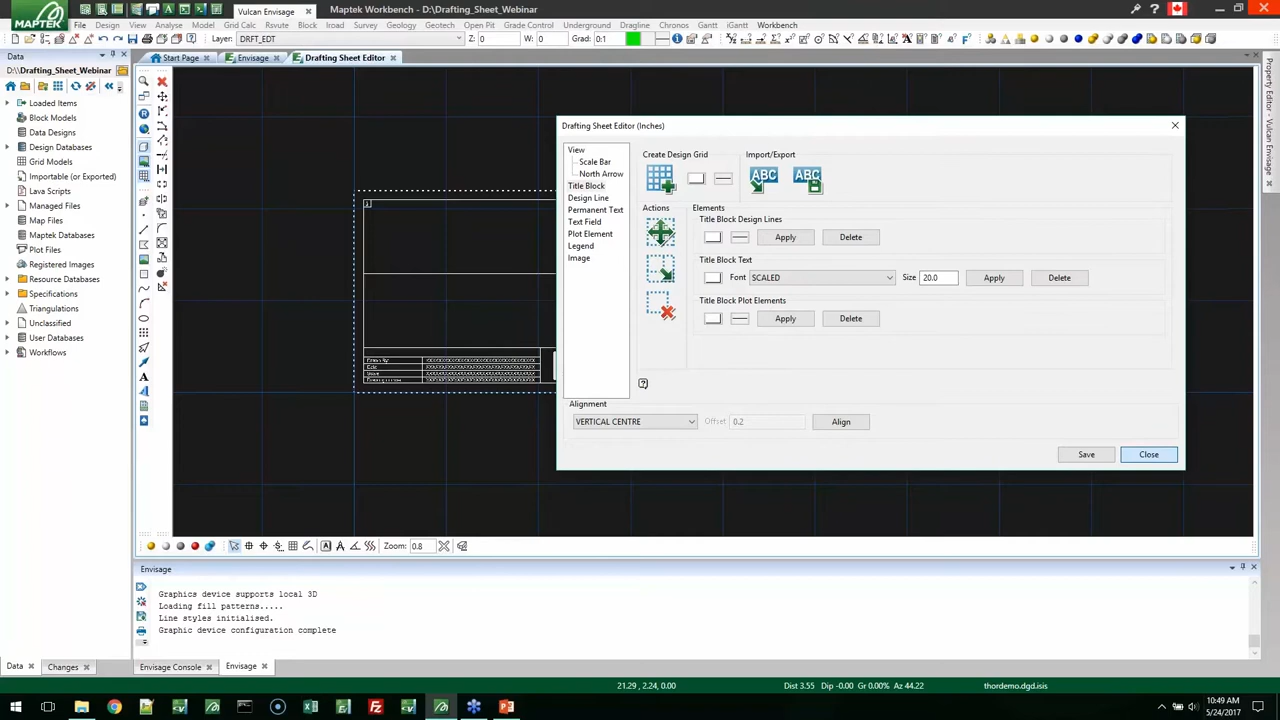 Vulcan Envisage
Maptek Workbench - D:\Drafting_Sheet_Webinar
MAPTEK
File Design View Analyse Model Grid Calc Rsvute Block Iroad Survey Geology Geotech Open Pit Grade Control Underground Dragline Chronos Gantt iGantt Workbench
Layer: DRFT_EDT Z: 0 W: 0 Grad: 0:1
Data
D:\Drafting_Sheet_Webinar
Start Page Envisage Drafting Sheet Editor
Loaded Items
Block Models
Data Designs
Design Databases
Grid Models
Importable (or Exported)
Lava Scripts
Managed Files
Map Files
Maptek Databases
Plot Files
Registered Images
Resource Databases
Specifications
Triangulations
Unclassified
User Databases
Workflows
Drafting Sheet Editor (Inches)
View
Scale Bar
North Arrow
Title Block
Design Line
Permanent Text
Text Field
Plot Element
Legend
Image
Create Design Grid Import/Export
ABC ABC
Actions Elements
Title Block Design Lines
Apply Delete
Title Block Text
Font SCALED Size 20.0 Apply Delete
Title Block Plot Elements
Apply Delete
Alignment
VERTICAL CENTRE Offset 0.2 Align
Save Close
Zoom: 0.8
Envisage
Graphics device supports local 3D
Loading fill patterns.....
Line styles initialised.
Graphic device configuration complete
Data Changes Envisage Console Envisage
21.29 , 2.24, 0.00 Dist 3.55 Dip -0.00 Gr 0.00% Az 44.22 thordemo.dgd.isis
10:49 AM
5/24/2017
Property Editor - Vulcan Envisage